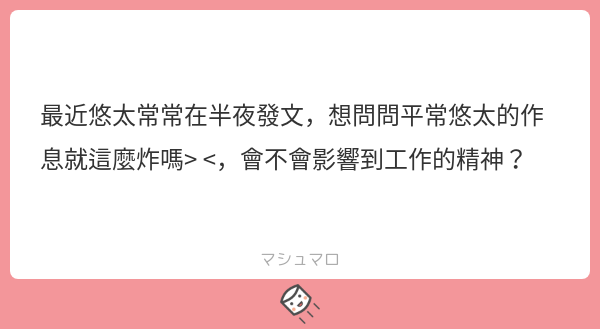 最近悠太常常在半夜發文，想問問平常悠太的作
息就這麼炸嗎> <，會不會影響到工作的精神？
マシュマロ